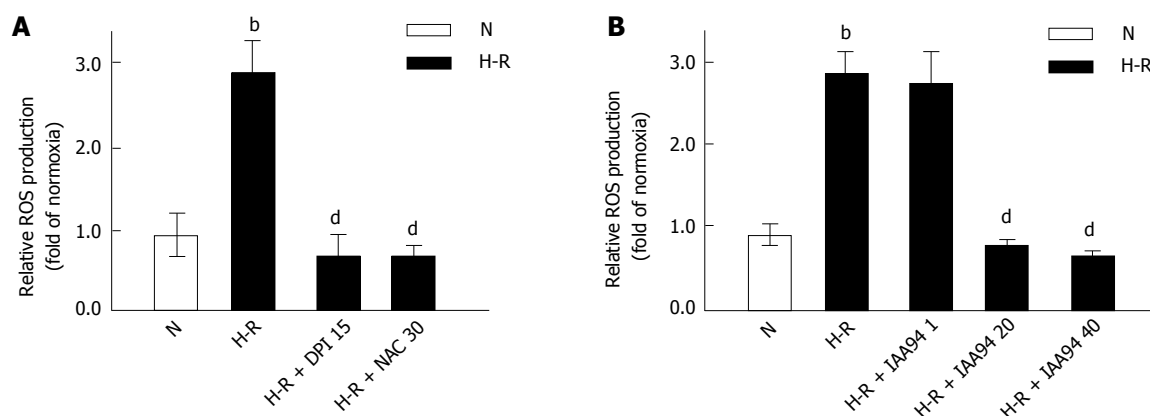 A
b
N
H-R
3.0
2.0
1.0
0.0
Relative ROS production
(fold of normoxia)
d
d
N
H-R
H-R + DPI 15
H-R + NAC 30
B
b
N
H-R
3.0
2.0
1.0
0.0
Relative ROS production
(fold of normoxia)
d
d
N
H-R
H-R + IAA94 1
H-R + IAA94 20
H-R + IAA94 40